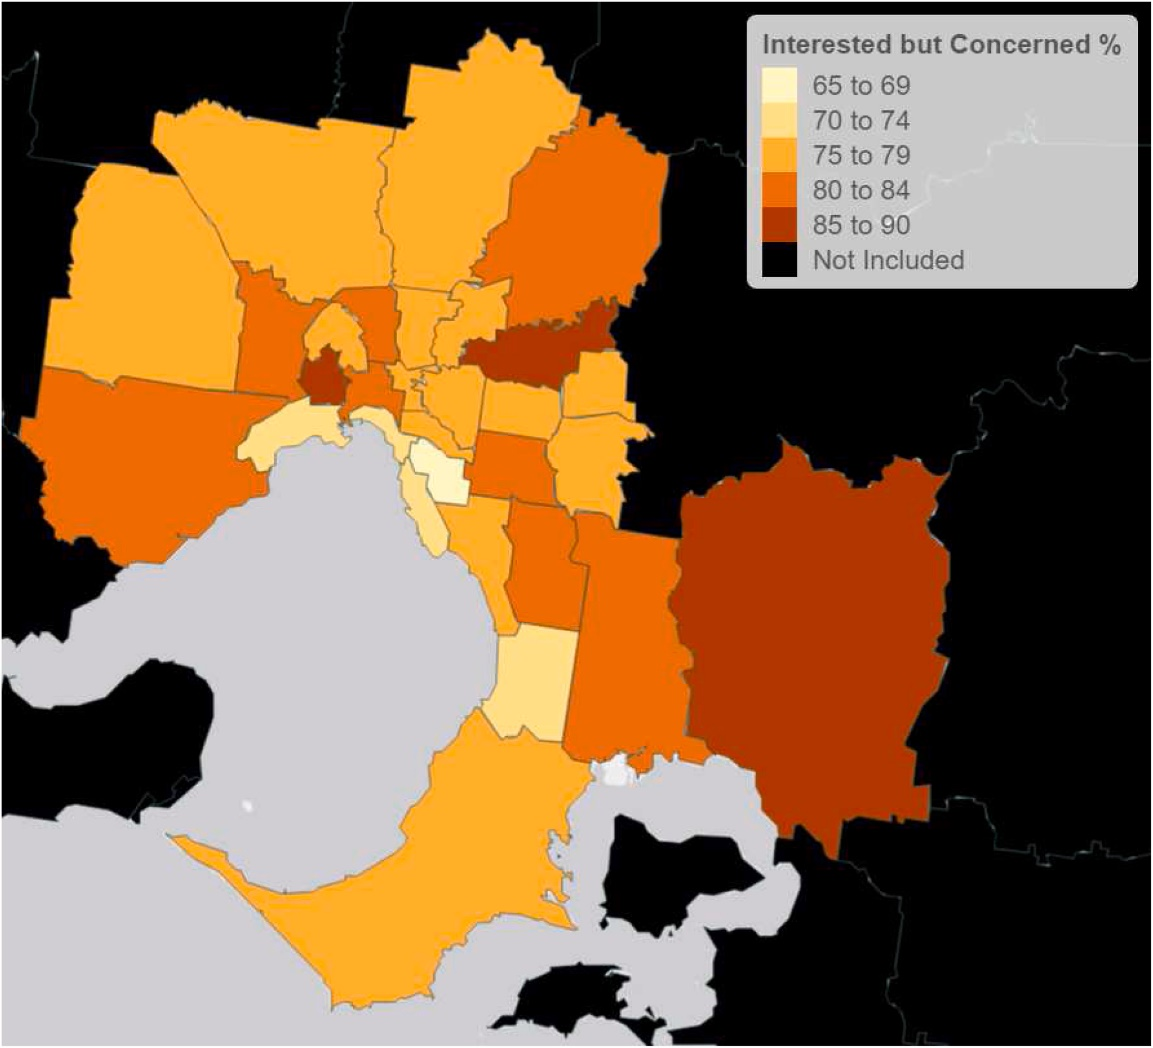 Interested but Concerned %
65 to 69
70 to 74
75 to 79
80 to 84
85 to 90
Not Included